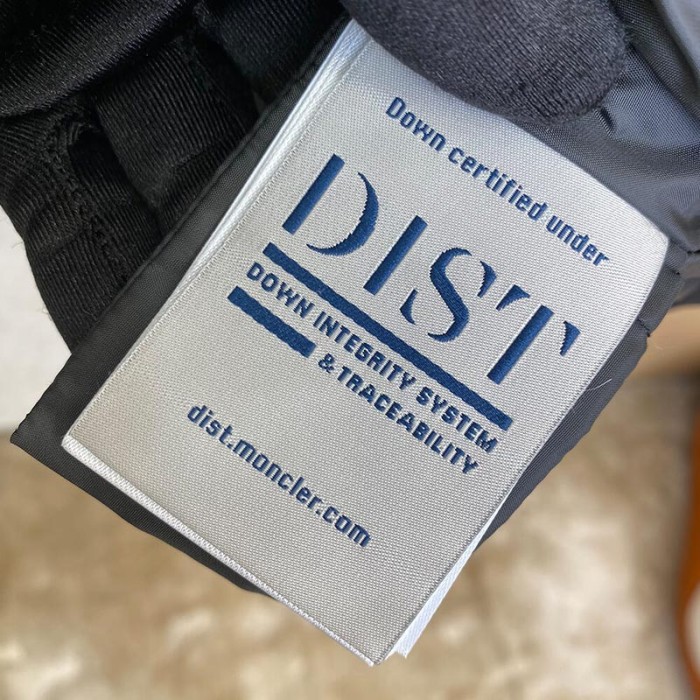 Down certified under
DIST
DOWN INTEGRITY SYSTEM
& TRACEABILITY
dist.moncler.com